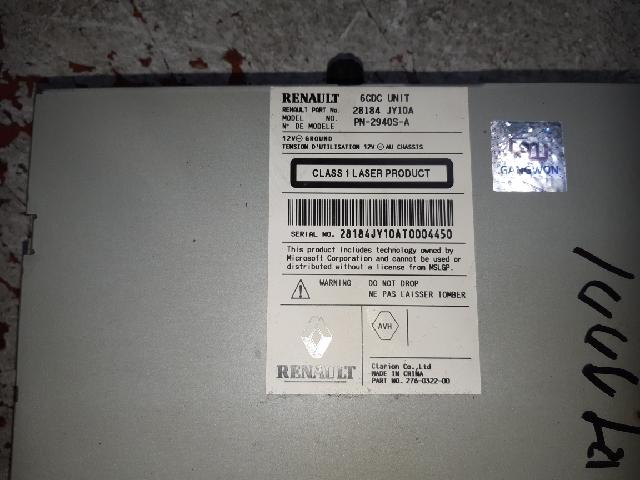 RENAULT 6CDC UNIT
RENAULT PART No. 28184 JY10A
MODEL NO. PN-2940S-A
N° DE MODELE
12V⊖ GROUND
TENSION D'UTILISATION 12V ⊖ AU CHASSIS
CLASS 1 LASER PRODUCT
SERIAL NO. 28184JY10AT0004450
This product includes technology owned by
Microsoft Corporation and cannot be used or
distributed without a license from MSLGP.
WARNING DO NOT DROP
NE PAS LAISSER TOMBER
AVH
RENAULT
Clarion Co.,Ltd
MADE IN CHINA
PART NO. 276-0322-00
GANGWON